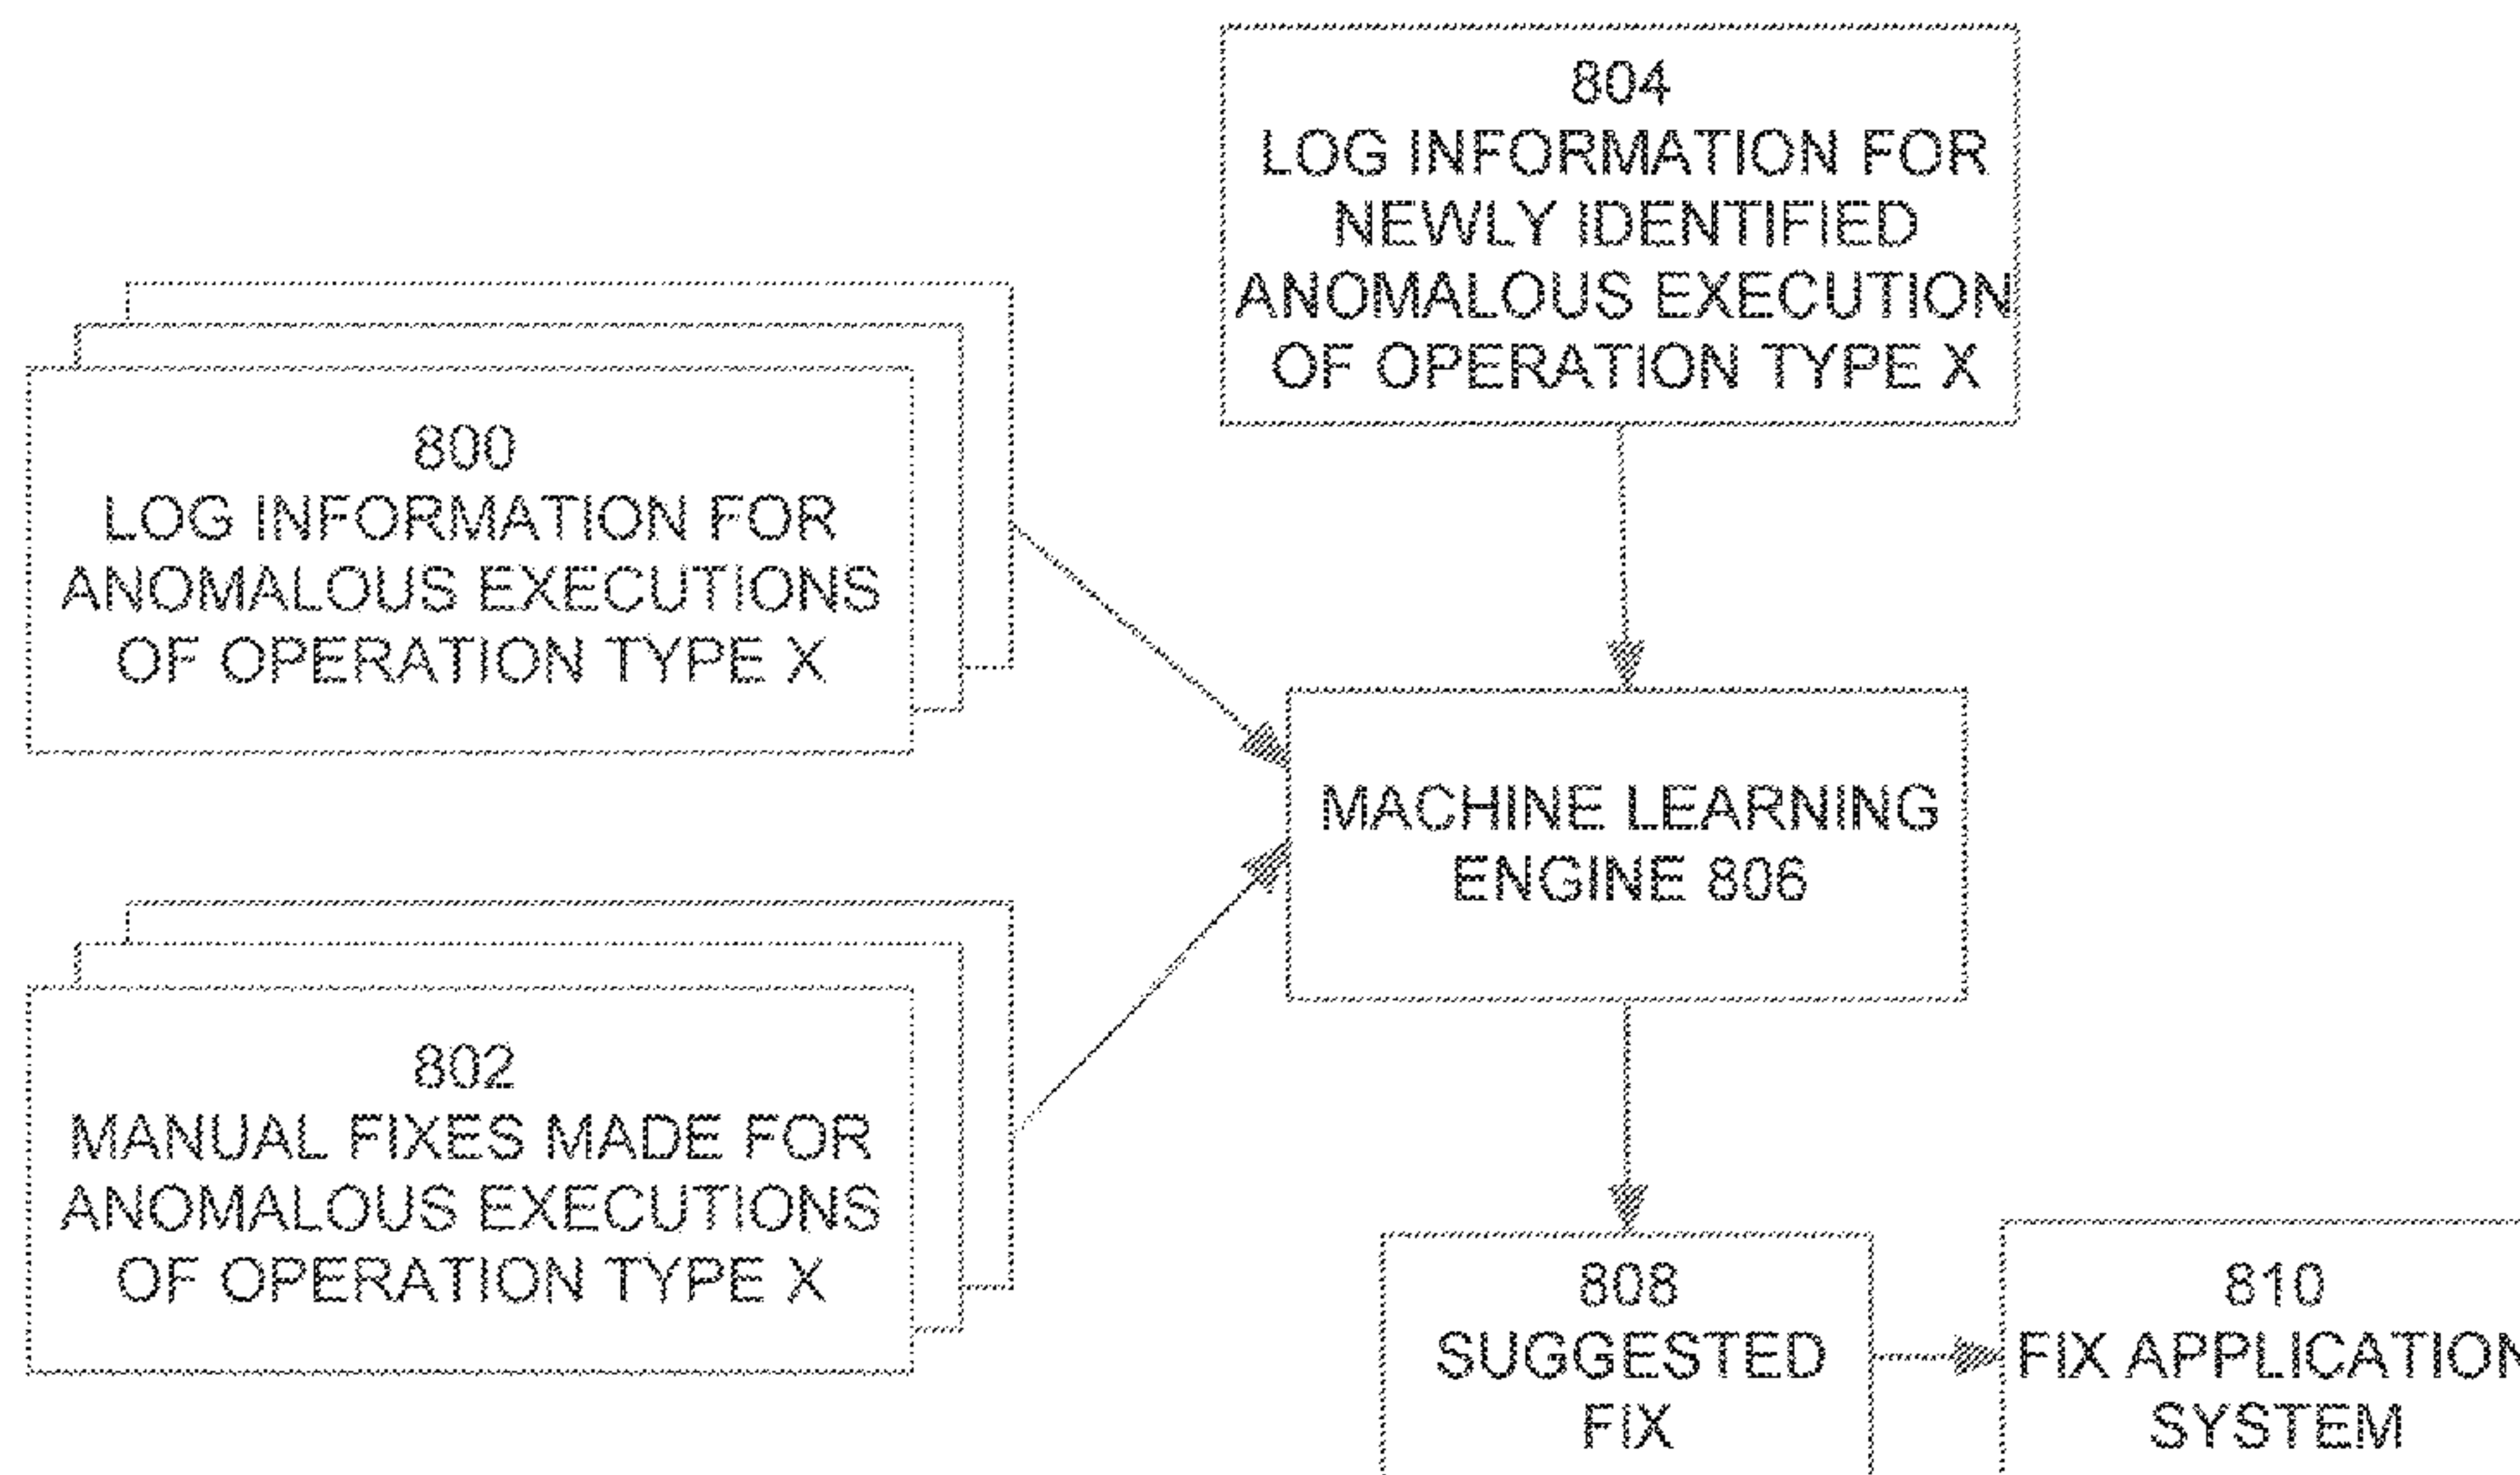 804
LOG INFORMATION FOR
NEWLY IDENTIFIED
ANOMALOUS EXECUTION
OF OPERATION TYPE X
800
LOG INFORMATION FOR
ANOMALOUS EXECUTIONS
OF OPERATION TYPE X
MACHINE LEARNING
ENGINE 806
802
MANUAL FIXES MADE FOR
ANOMALOUS EXECUTIONS
OF OPERATION TYPE X
808
SUGGESTED
FIX
810
FIX APPLICATION
SYSTEM